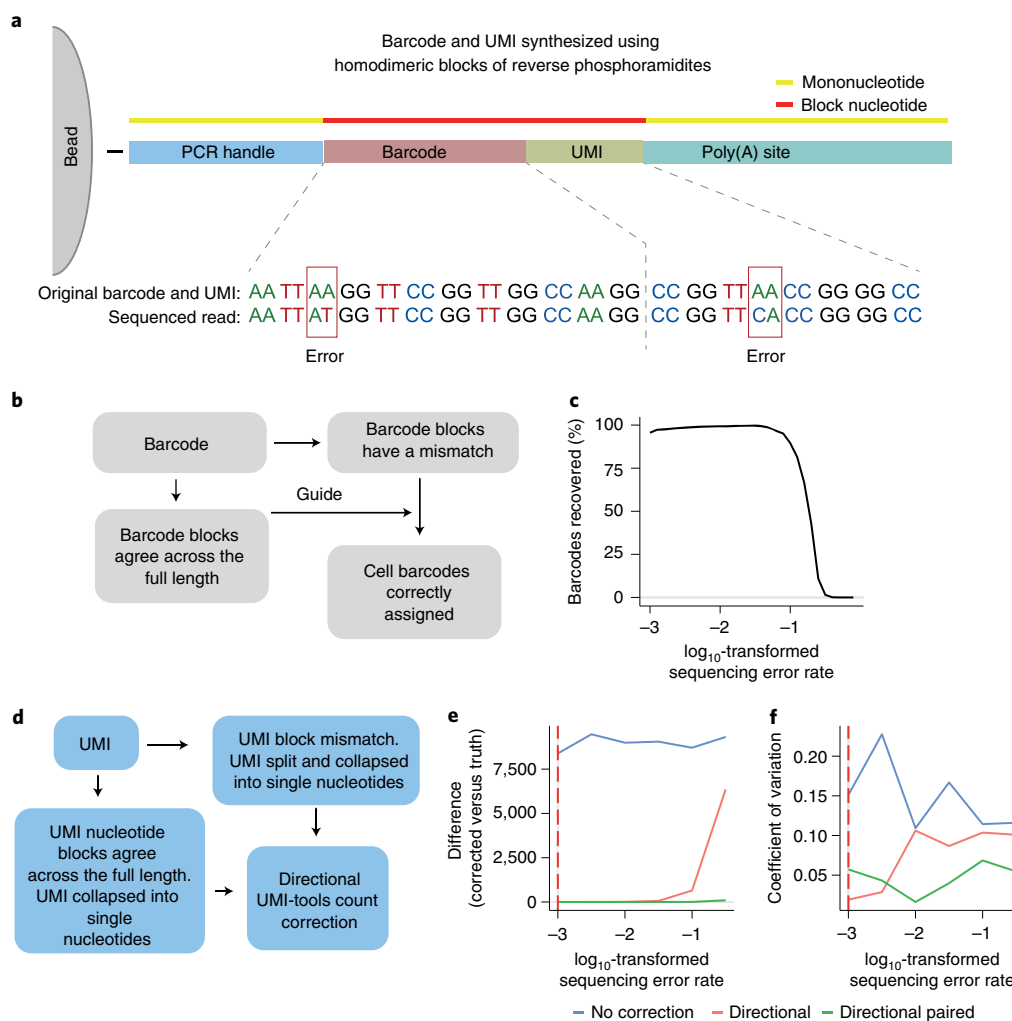 a
Barcode and UMI synthesized using
homodimeric blocks of reverse phosphoramidites
Mononucleotide
Block nucleotide
Bead
PCR handle
Barcode
UMI
Poly(A) site
Original barcode and UMI: AA TT AA GG TT CC GG TT GG CC AA GG CC GG TT AA CC GG GG CC
Sequenced read: AA TT AT GG TT CC GG TT GG CC AA GG CC GG TT CA CC GG GG CC
Error
Error
b
Barcode
Barcode blocks
have a mismatch
Guide
Barcode blocks
agree across the
full length
Cell barcodes
correctly
assigned
c
Barcodes recovered (%)
100
75
50
25
0
−3
−2
−1
log10-transformed
sequencing error rate
d
UMI
UMI block mismatch.
UMI split and collapsed
into single nucleotides
UMI nucleotide
blocks agree
across the full length.
UMI collapsed into
single
nucleotides
Directional
UMI-tools count
correction
e
Difference
(corrected versus truth)
7,500
5,000
2,500
0
−3
−2
−1
log10-transformed
sequencing error rate
f
Coefficient of variation
0.20
0.15
0.10
0.05
−3
−2
−1
log10-transformed
sequencing error rate
No correction
Directional
Directional paired